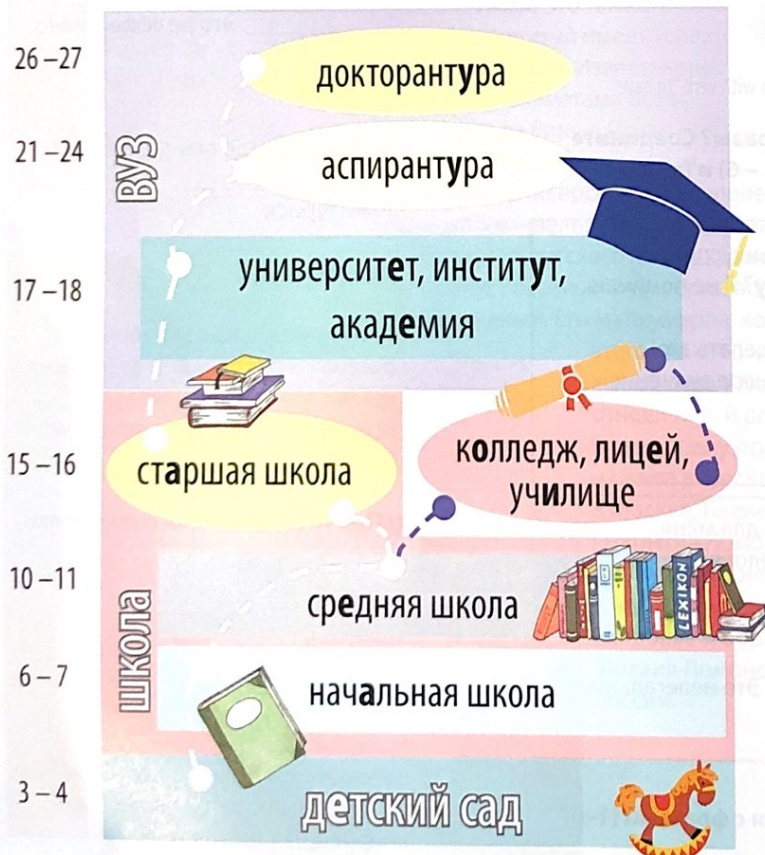 26–27
докторантура
ВУЗ
21–24
аспирантура
17–18
университет, институт,
академия
15–16
старшая школа
колледж, лицей,
училище
10–11
средняя школа
LEXIKON
школа
6–7
начальная школа
3–4
детский сад